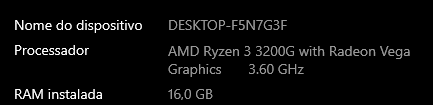 Nome do dispositivo DESKTOP-F5N7G3F
Processador AMD Ryzen 3 3200G with Radeon Vega
Graphics 3.60 GHz
RAM instalada 16,0 GB